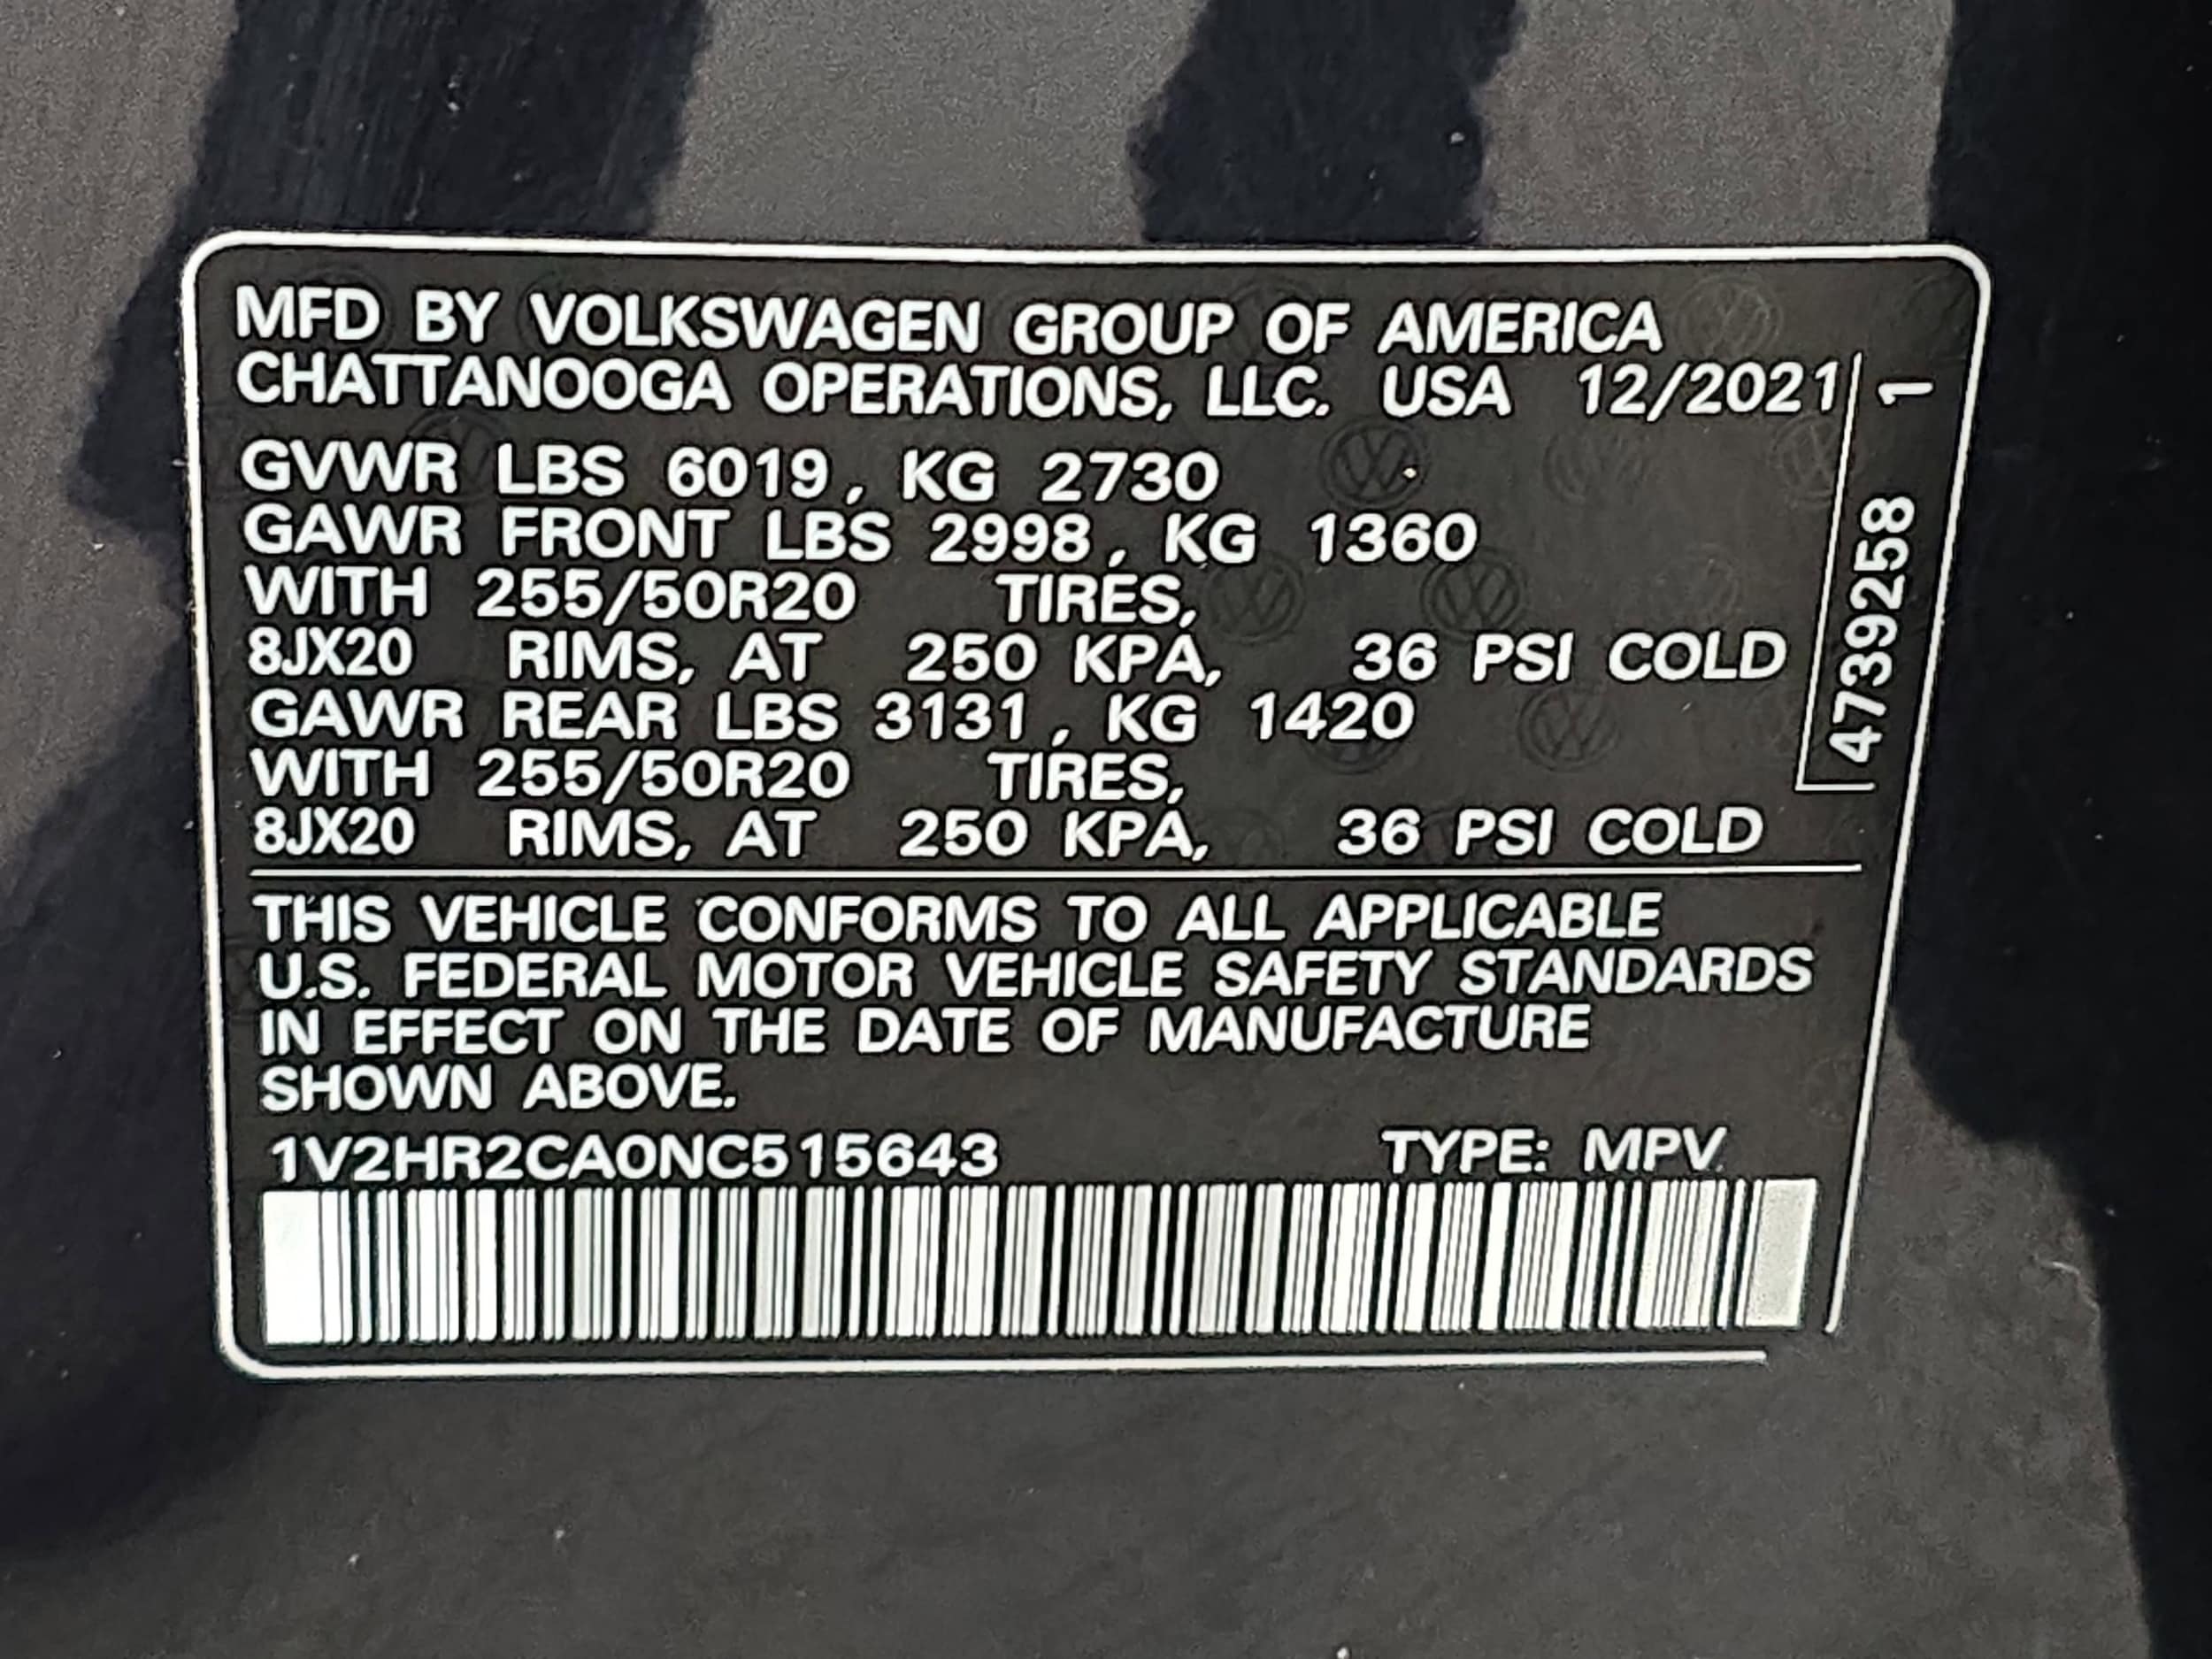 MFD BY VOLKSWAGEN GROUP OF AMERICA
CHATTANOOGA OPERATIONS, LLC. USA 12/2021
GVWR LBS 6019, KG 2730
GAWR FRONT LBS 2998, KG 1360
WITH 255/50R20 TIRES,
8JX20 RIMS, AT 250 KPA, 36 PSI COLD
GAWR REAR LBS 3131, KG 1420
WITH 255/50R20 TIRES,
8JX20 RIMS, AT 250 KPA, 36 PSI COLD
4739258 1
THIS VEHICLE CONFORMS TO ALL APPLICABLE
U.S. FEDERAL MOTOR VEHICLE SAFETY STANDARDS
IN EFFECT ON THE DATE OF MANUFACTURE
SHOWN ABOVE.
1V2HR2CA0NC515643 TYPE: MPV